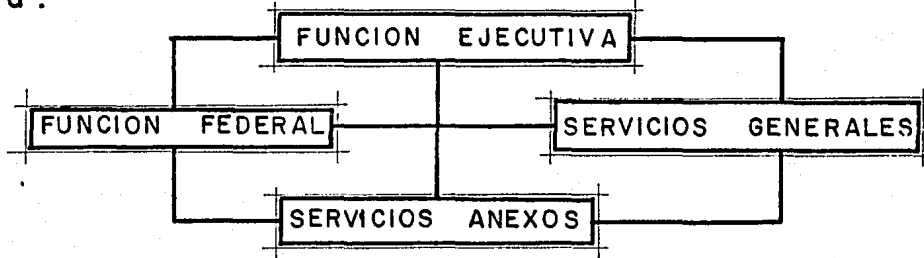 FUNCION EJECUTIVA
FUNCION FEDERAL
SERVICIOS GENERALES
SERVICIOS ANEXOS